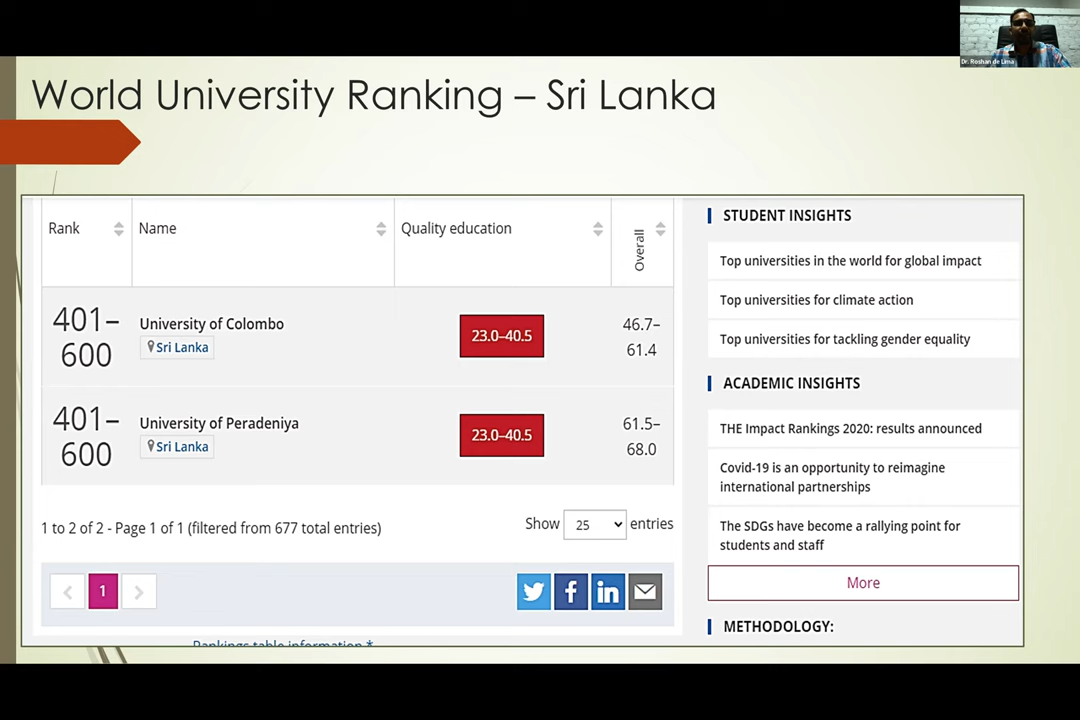 Dr. Roshan de Lima
World University Ranking – Sri Lanka
Rank
Name
Quality education
Overall
401–
600
University of Colombo
Sri Lanka
23.0–40.5
46.7–
61.4
401–
600
University of Peradeniya
Sri Lanka
23.0–40.5
61.5–
68.0
1 to 2 of 2 - Page 1 of 1 (filtered from 677 total entries)
Show 25 entries
< 1 >
Rankings table information *
STUDENT INSIGHTS
Top universities in the world for global impact
Top universities for climate action
Top universities for tackling gender equality
ACADEMIC INSIGHTS
THE Impact Rankings 2020: results announced
Covid-19 is an opportunity to reimagine
international partnerships
The SDGs have become a rallying point for
students and staff
More
METHODOLOGY: